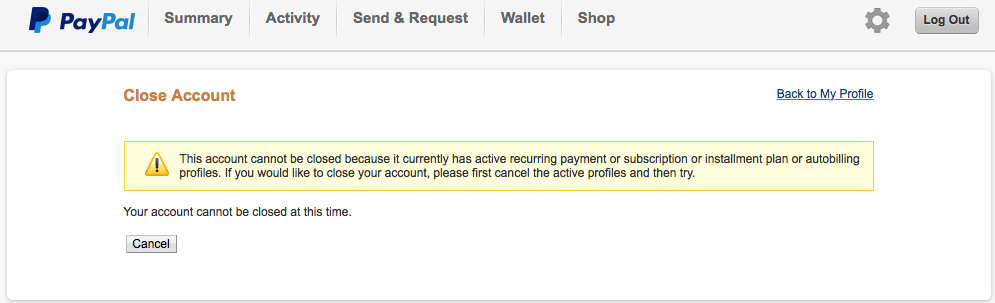 PayPal Summary Activity Send & Request Wallet Shop Log Out
Close Account Back to My Profile
This account cannot be closed because it currently has active recurring payment or subscription or installment plan or autobilling
profiles. If you would like to close your account, please first cancel the active profiles and then try.
Your account cannot be closed at this time.
Cancel